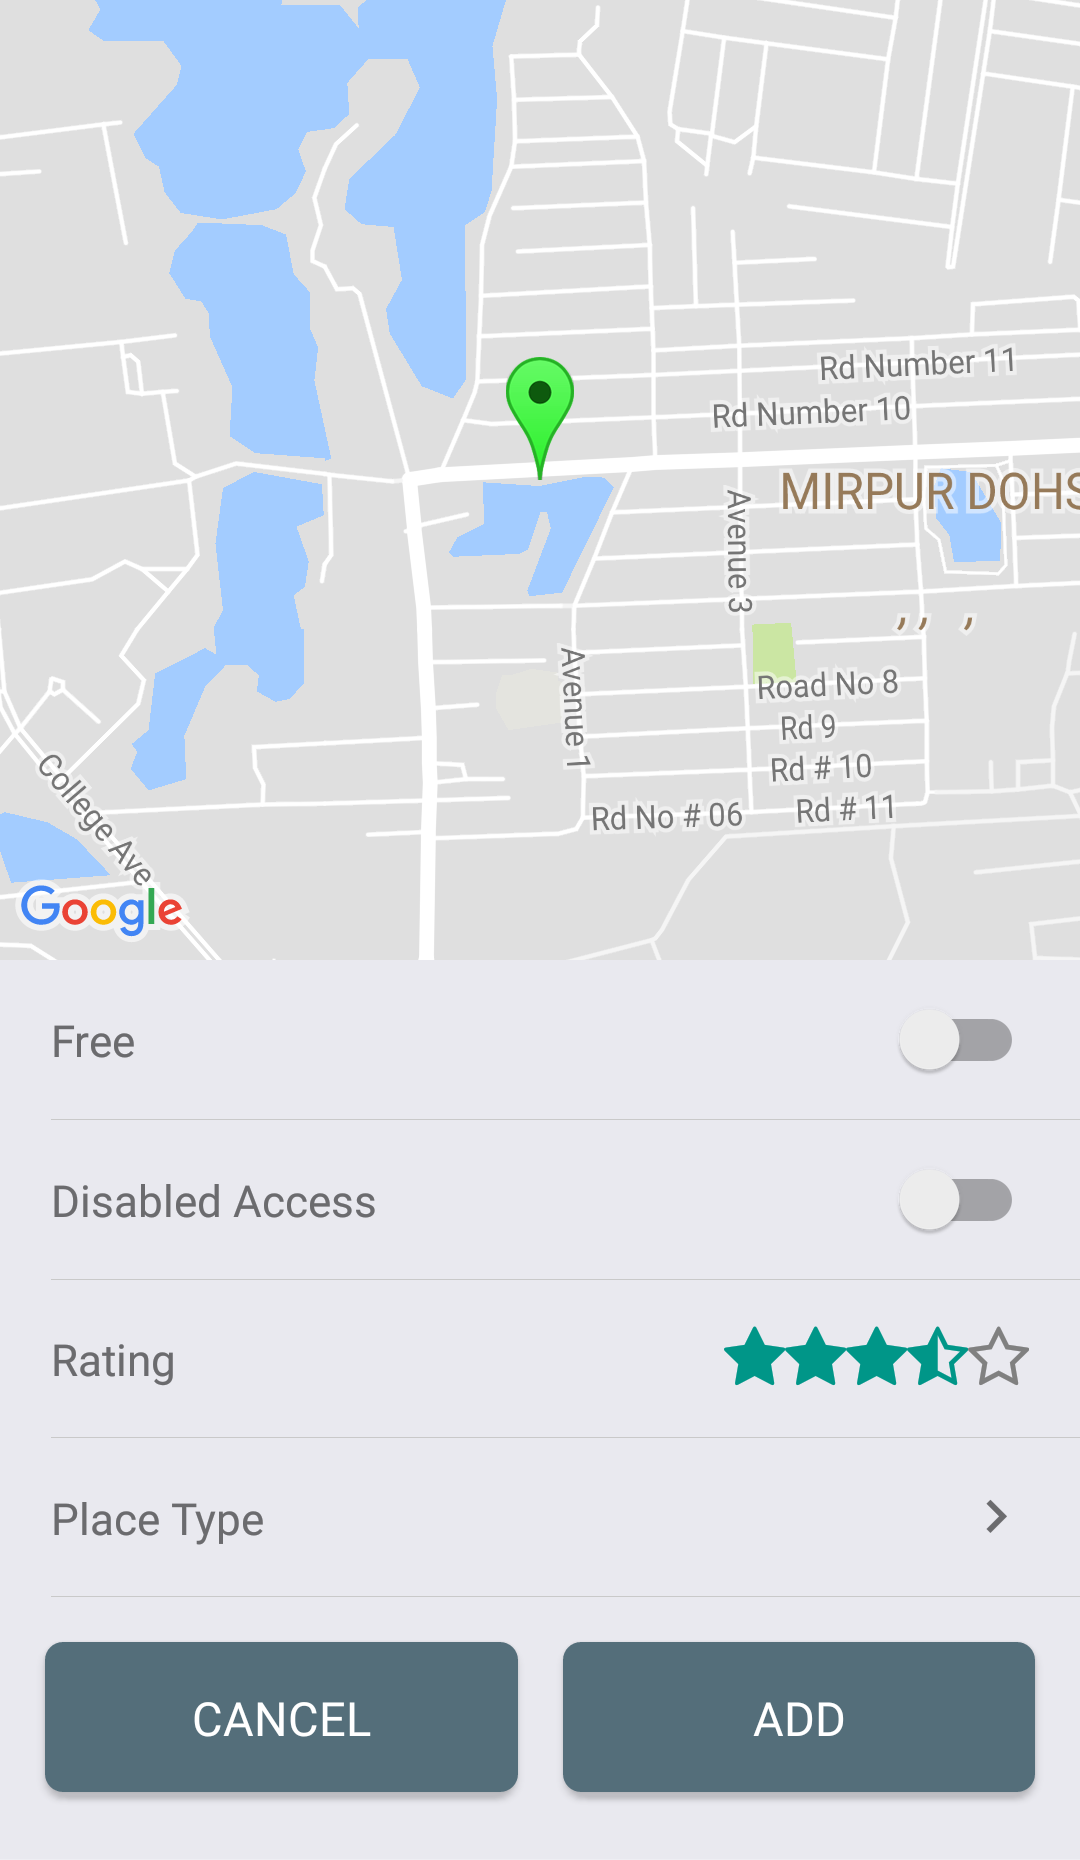 Rd Number 11
Rd Number 10
MIRPUR DOHS
Avenue 3
, , ,
Avenue 1
Road No 8
Rd 9
Rd # 10
Rd # 11
Rd No # 06
College Ave
Google
Free
Disabled Access
Rating
Place Type
CANCEL
ADD